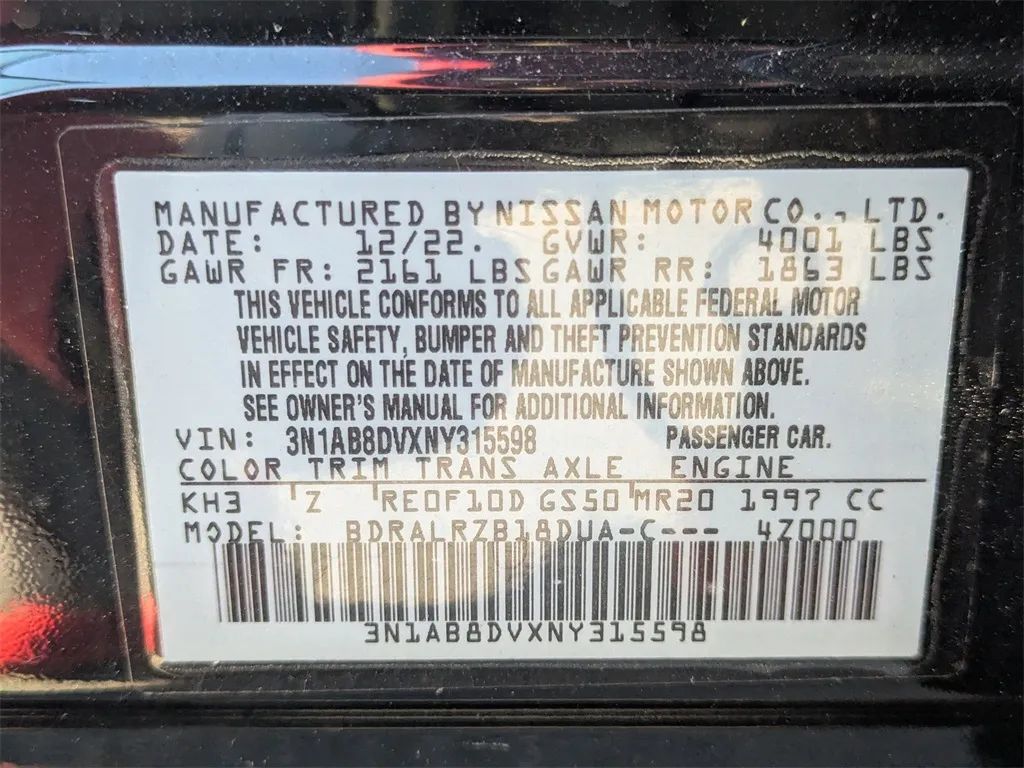 MANUFACTURED BY NISSAN MOTOR CO., LTD.
DATE: 12/22. GVWR: 4001 LBS
GAWR FR: 2161 LBS GAWR RR: 1863 LBS
THIS VEHICLE CONFORMS TO ALL APPLICABLE FEDERAL MOTOR
VEHICLE SAFETY, BUMPER AND THEFT PREVENTION STANDARDS
IN EFFECT ON THE DATE OF MANUFACTURE SHOWN ABOVE.
SEE OWNER'S MANUAL FOR ADDITIONAL INFORMATION.
VIN: 3N1AB8DVXNY315598 PASSENGER CAR.
COLOR TRIM TRANS AXLE ENGINE
KH3 Z RE0F10D GS50 MR20 1997 CC
MODEL: BDRALRZB18DUA-C--- 4Z000
3N1AB8DVXNY315598